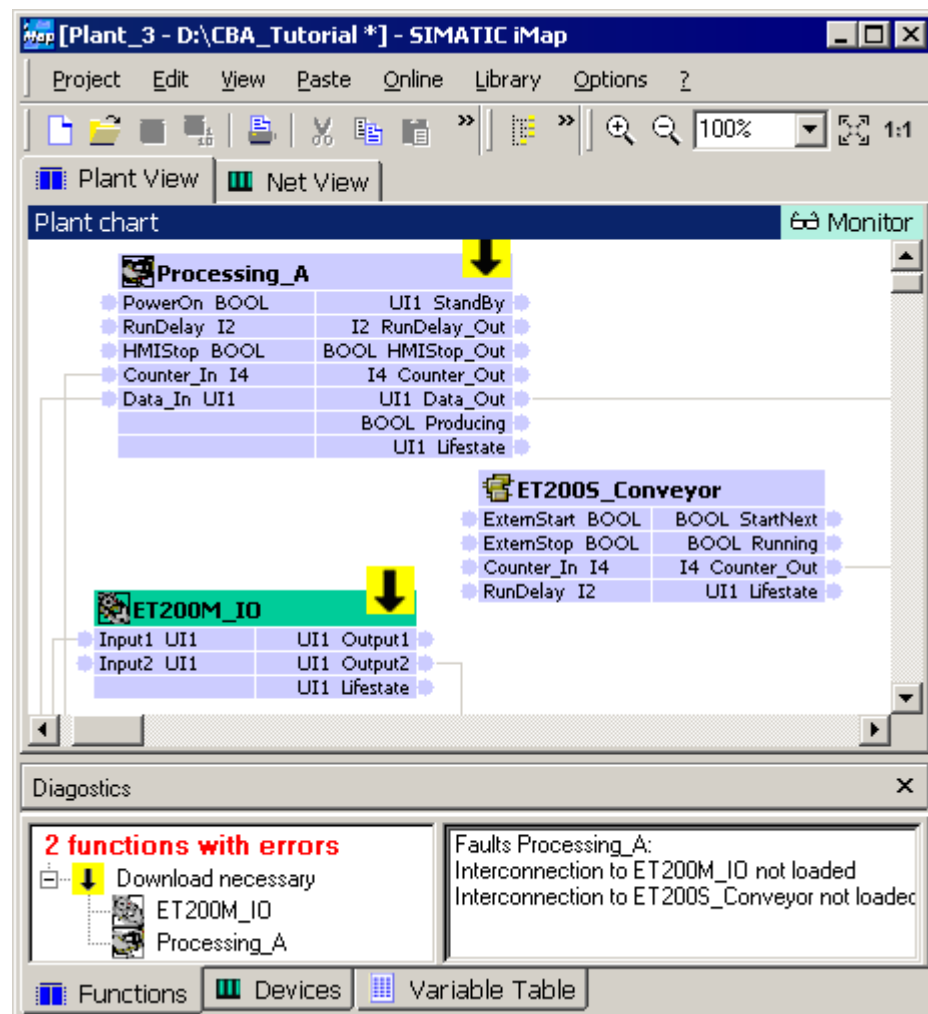 [Plant_3 - D:\CBA_Tutorial *] - SIMATIC iMap
Project Edit View Paste Online Library Options ?
» » 100% 1:1
Plant View Net View
Plant chart Monitor
Processing_A
PowerOn BOOL UI1 StandBy
RunDelay I2 I2 RunDelay_Out
HMIStop BOOL BOOL HMIStop_Out
Counter_In I4 I4 Counter_Out
Data_In UI1 UI1 Data_Out
BOOL Producing
UI1 Lifestate
ET200S_Conveyor
ExternStart BOOL BOOL StartNext
ExternStop BOOL BOOL Running
Counter_In I4 I4 Counter_Out
RunDelay I2 UI1 Lifestate
ET200M_IO
Input1 UI1 UI1 Output1
Input2 UI1 UI1 Output2
UI1 Lifestate
Diagostics
2 functions with errors
Download necessary
ET200M_IO
Processing_A
Faults Processing_A:
Interconnection to ET200M_IO not loaded
Interconnection to ET200S_Conveyor not loaded
Functions Devices Variable Table